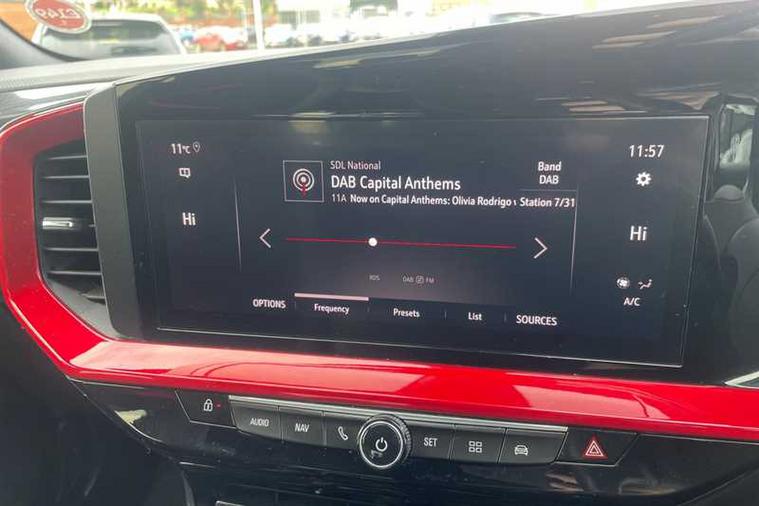 £149
11°C
SDL National
DAB Capital Anthems
11A Now on Capital Anthems: Olivia Rodrigo
Band
DAB
Station 7/31
11:57
Hi
Hi
RDS
DAB FM
A/C
OPTIONS
Frequency
Presets
List
SOURCES
AUDIO
NAV
SET